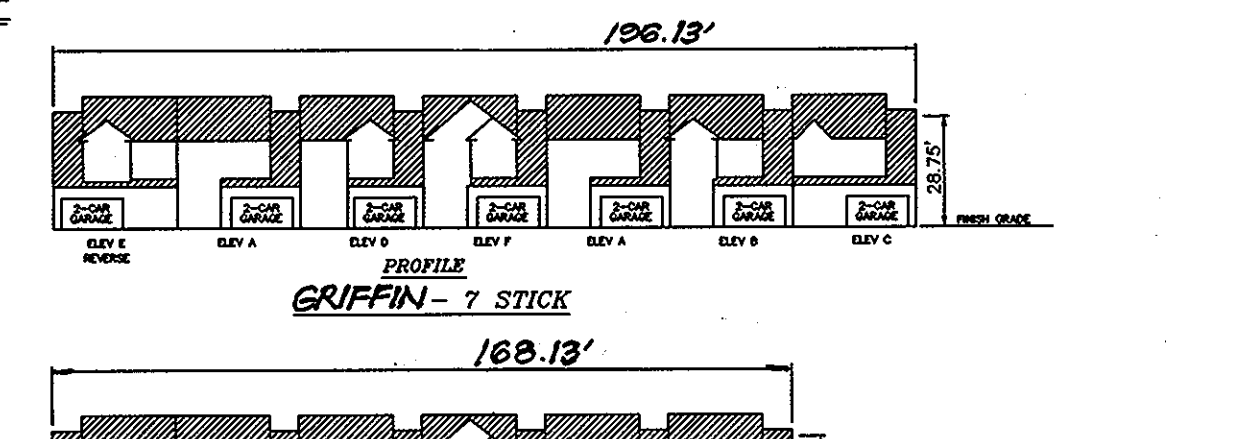 196.13'
28.75'
2-CAR GARAGE
2-CAR GARAGE
2-CAR GARAGE
2-CAR GARAGE
2-CAR GARAGE
2-CAR GARAGE
2-CAR GARAGE
FINISH GRADE
ELEV E REVERSE
ELEV A
ELEV D
ELEV F
ELEV A
ELEV B
ELEV C
PROFILE
GRIFFIN - 7 STICK
168.13'